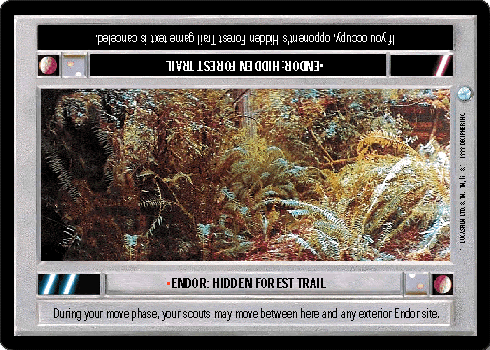 If you occupy, opponent's Hidden Forest Trail game text is canceled.
•ENDOR: HIDDEN FOREST TRAIL
•ENDOR: HIDDEN FOREST TRAIL
During your move phase, your scouts may move between here and any exterior Endor site.